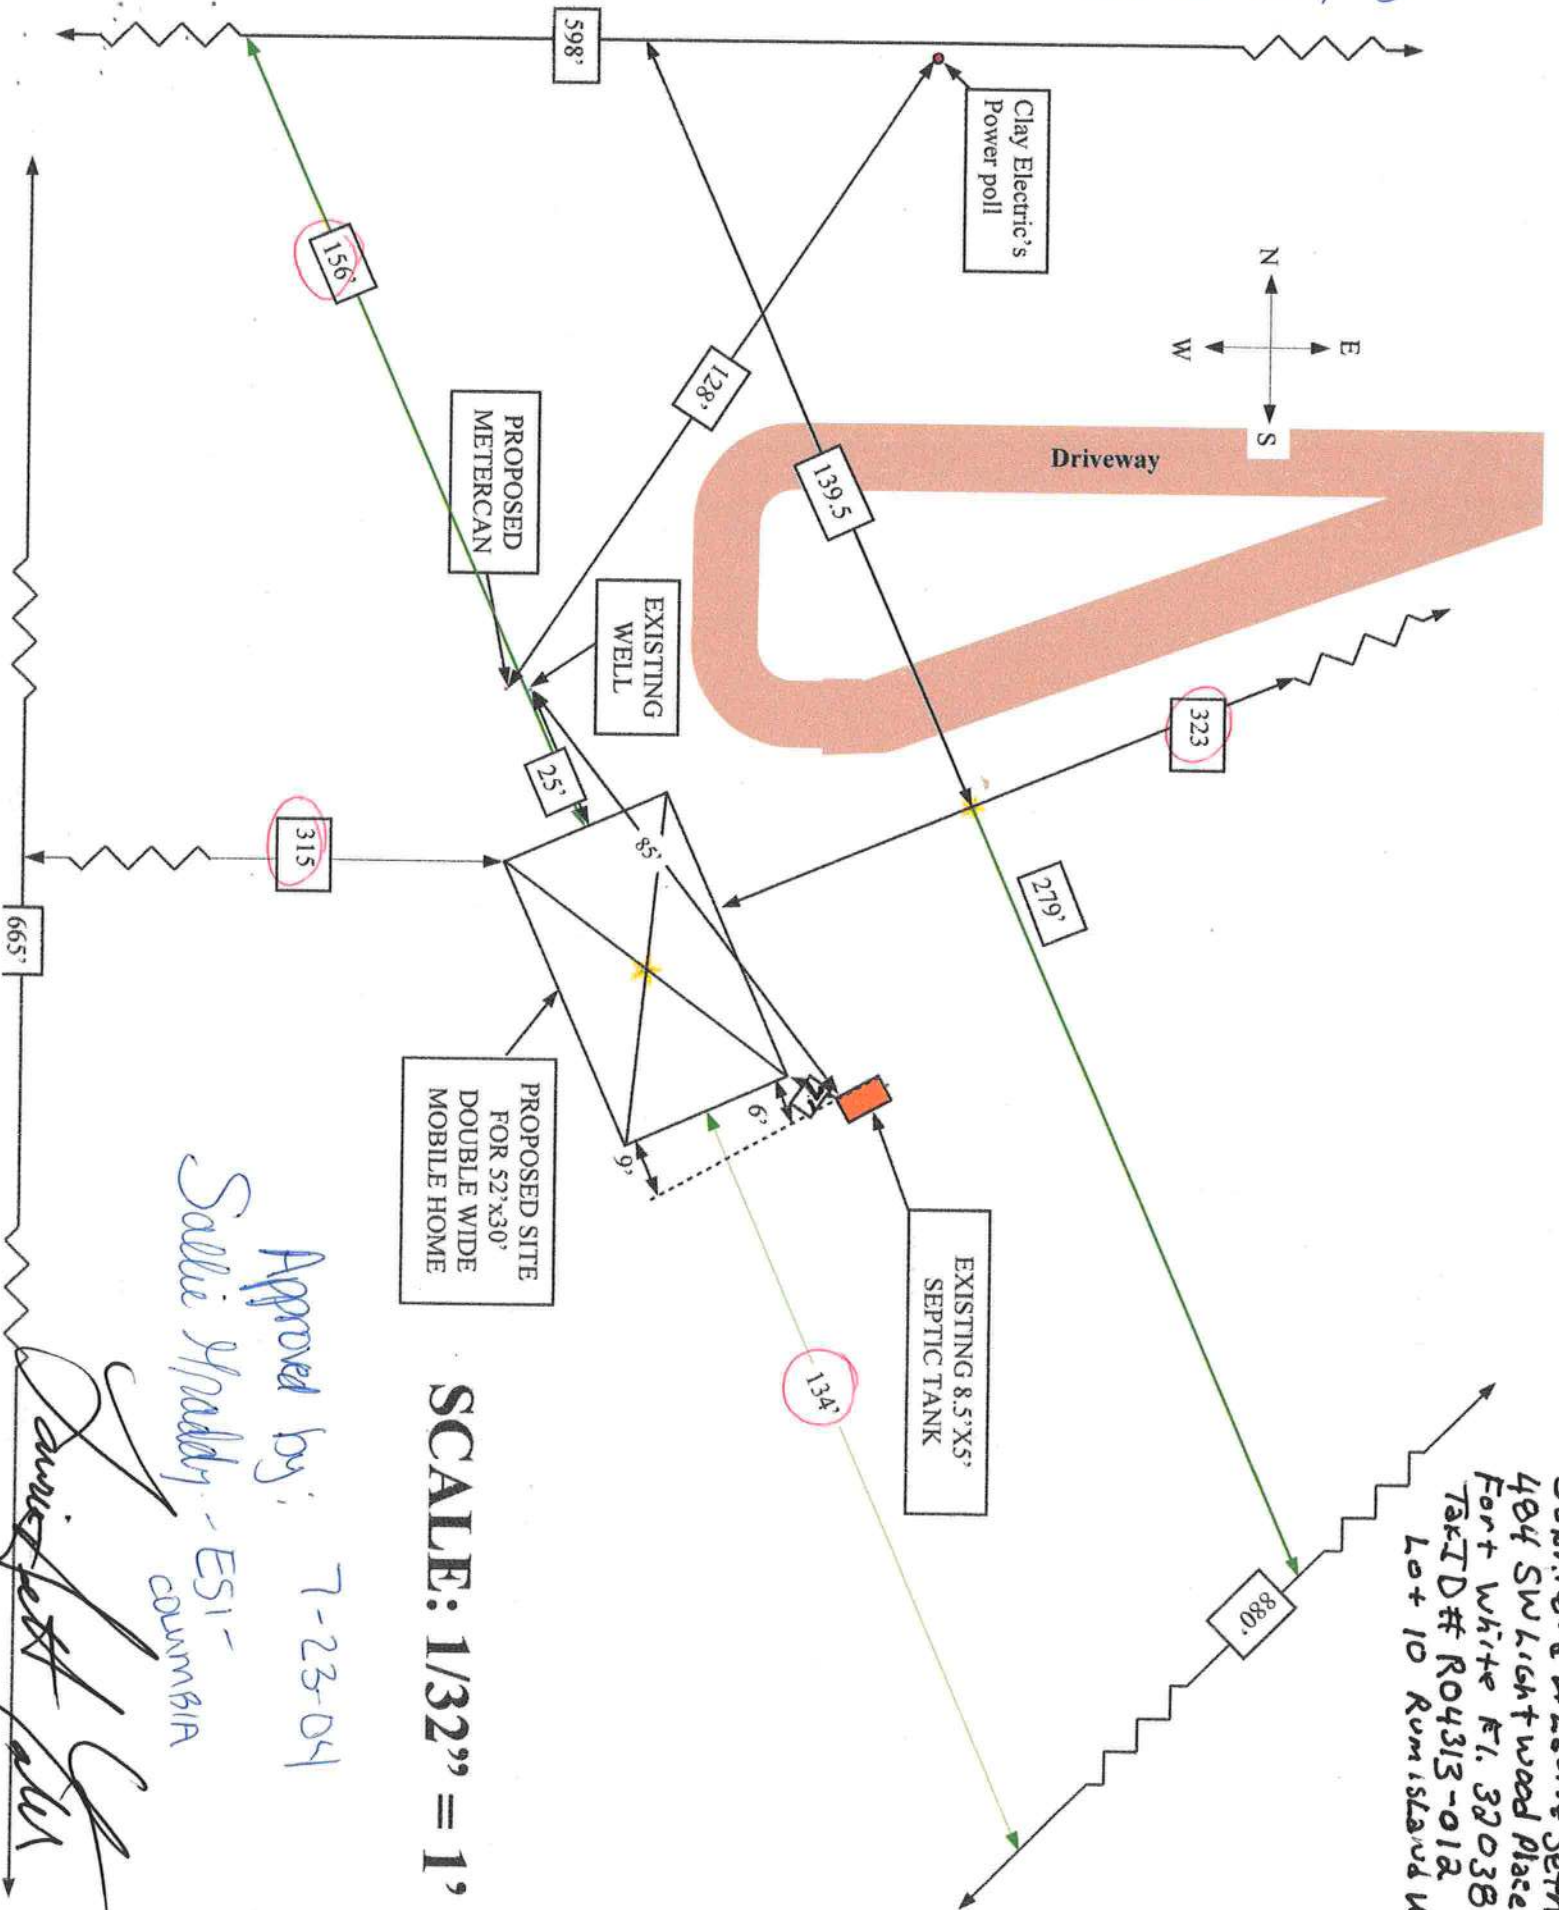 484 SW Lightwood Place
Fort White Fl. 32038
TaxID# R04313-012
Lot 10 Rumisland
880'
Clay Electric's
Power poll
N
E
W
S
Driveway
598'
139.5
323
279'
128'
156'
PROPOSED
METERCAN
EXISTING
WELL
25'
85'
315
6'
9'
EXISTING 8.5'X5'
SEPTIC TANK
134'
PROPOSED SITE
FOR 52'x30'
DOUBLE WIDE
MOBILE HOME
665'
SCALE: 1/32" = 1'
Approved by: 7-23-04
Sallie - ESI -
COLUMBIA